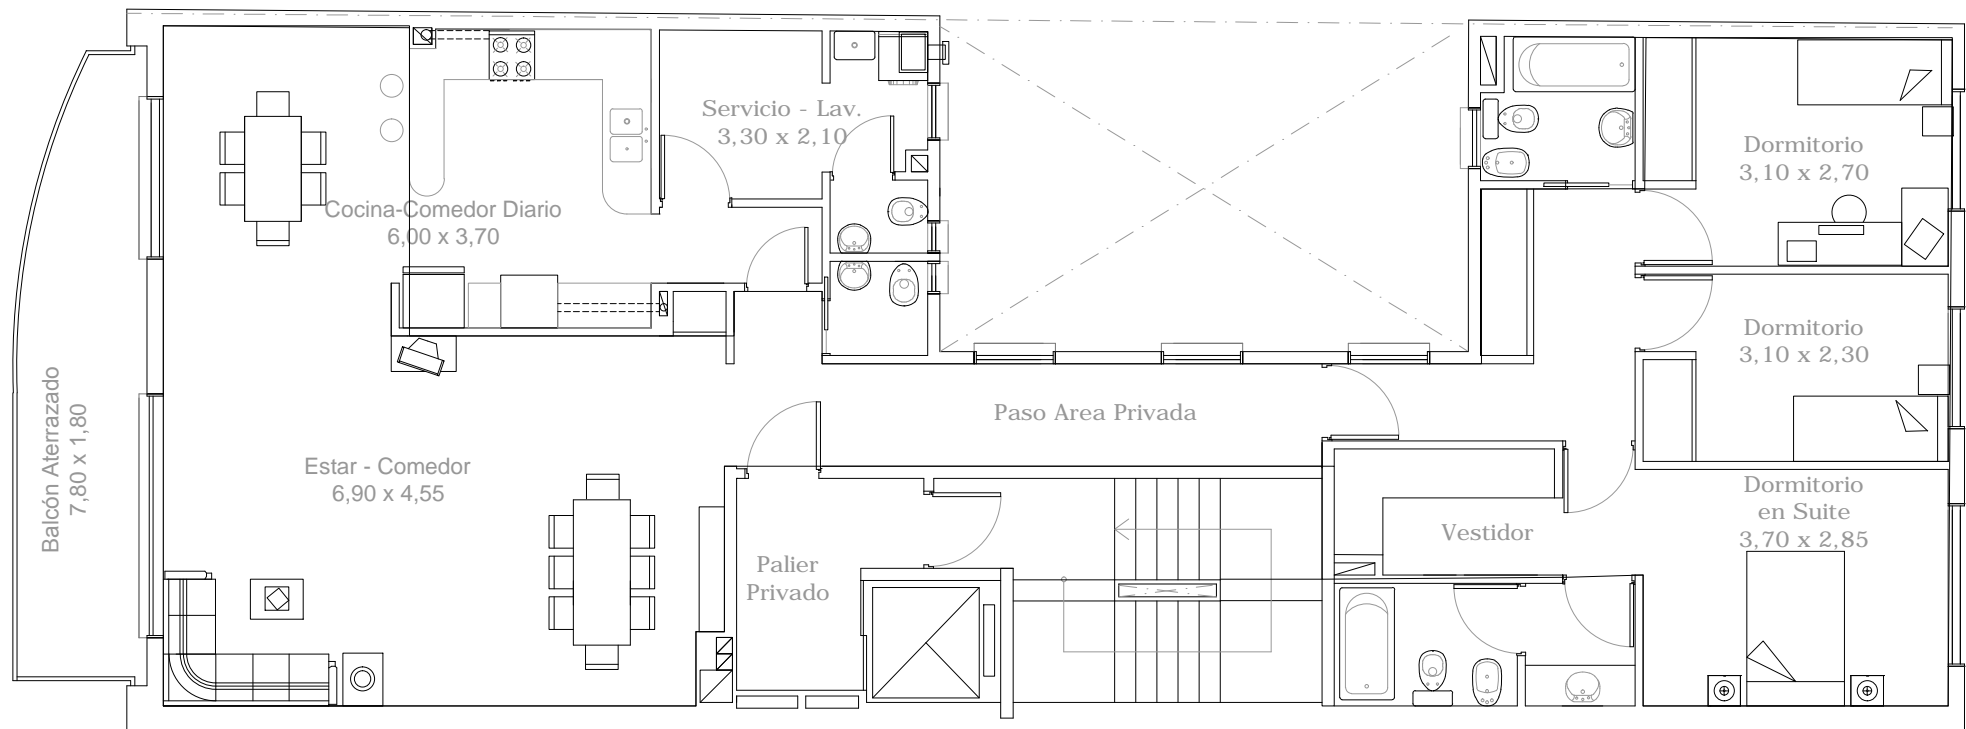 Servicio - Lav.
3,30 x 2,10
Dormitorio
3,10 x 2,70
Cocina-Comedor Diario
6,00 x 3,70
Dormitorio
3,10 x 2,30
Balcón Aterrazado
7,80 x 1,80
Paso Area Privada
Estar - Comedor
6,90 x 4,55
Dormitorio
en Suite
3,70 x 2,85
Vestidor
Palier
Privado